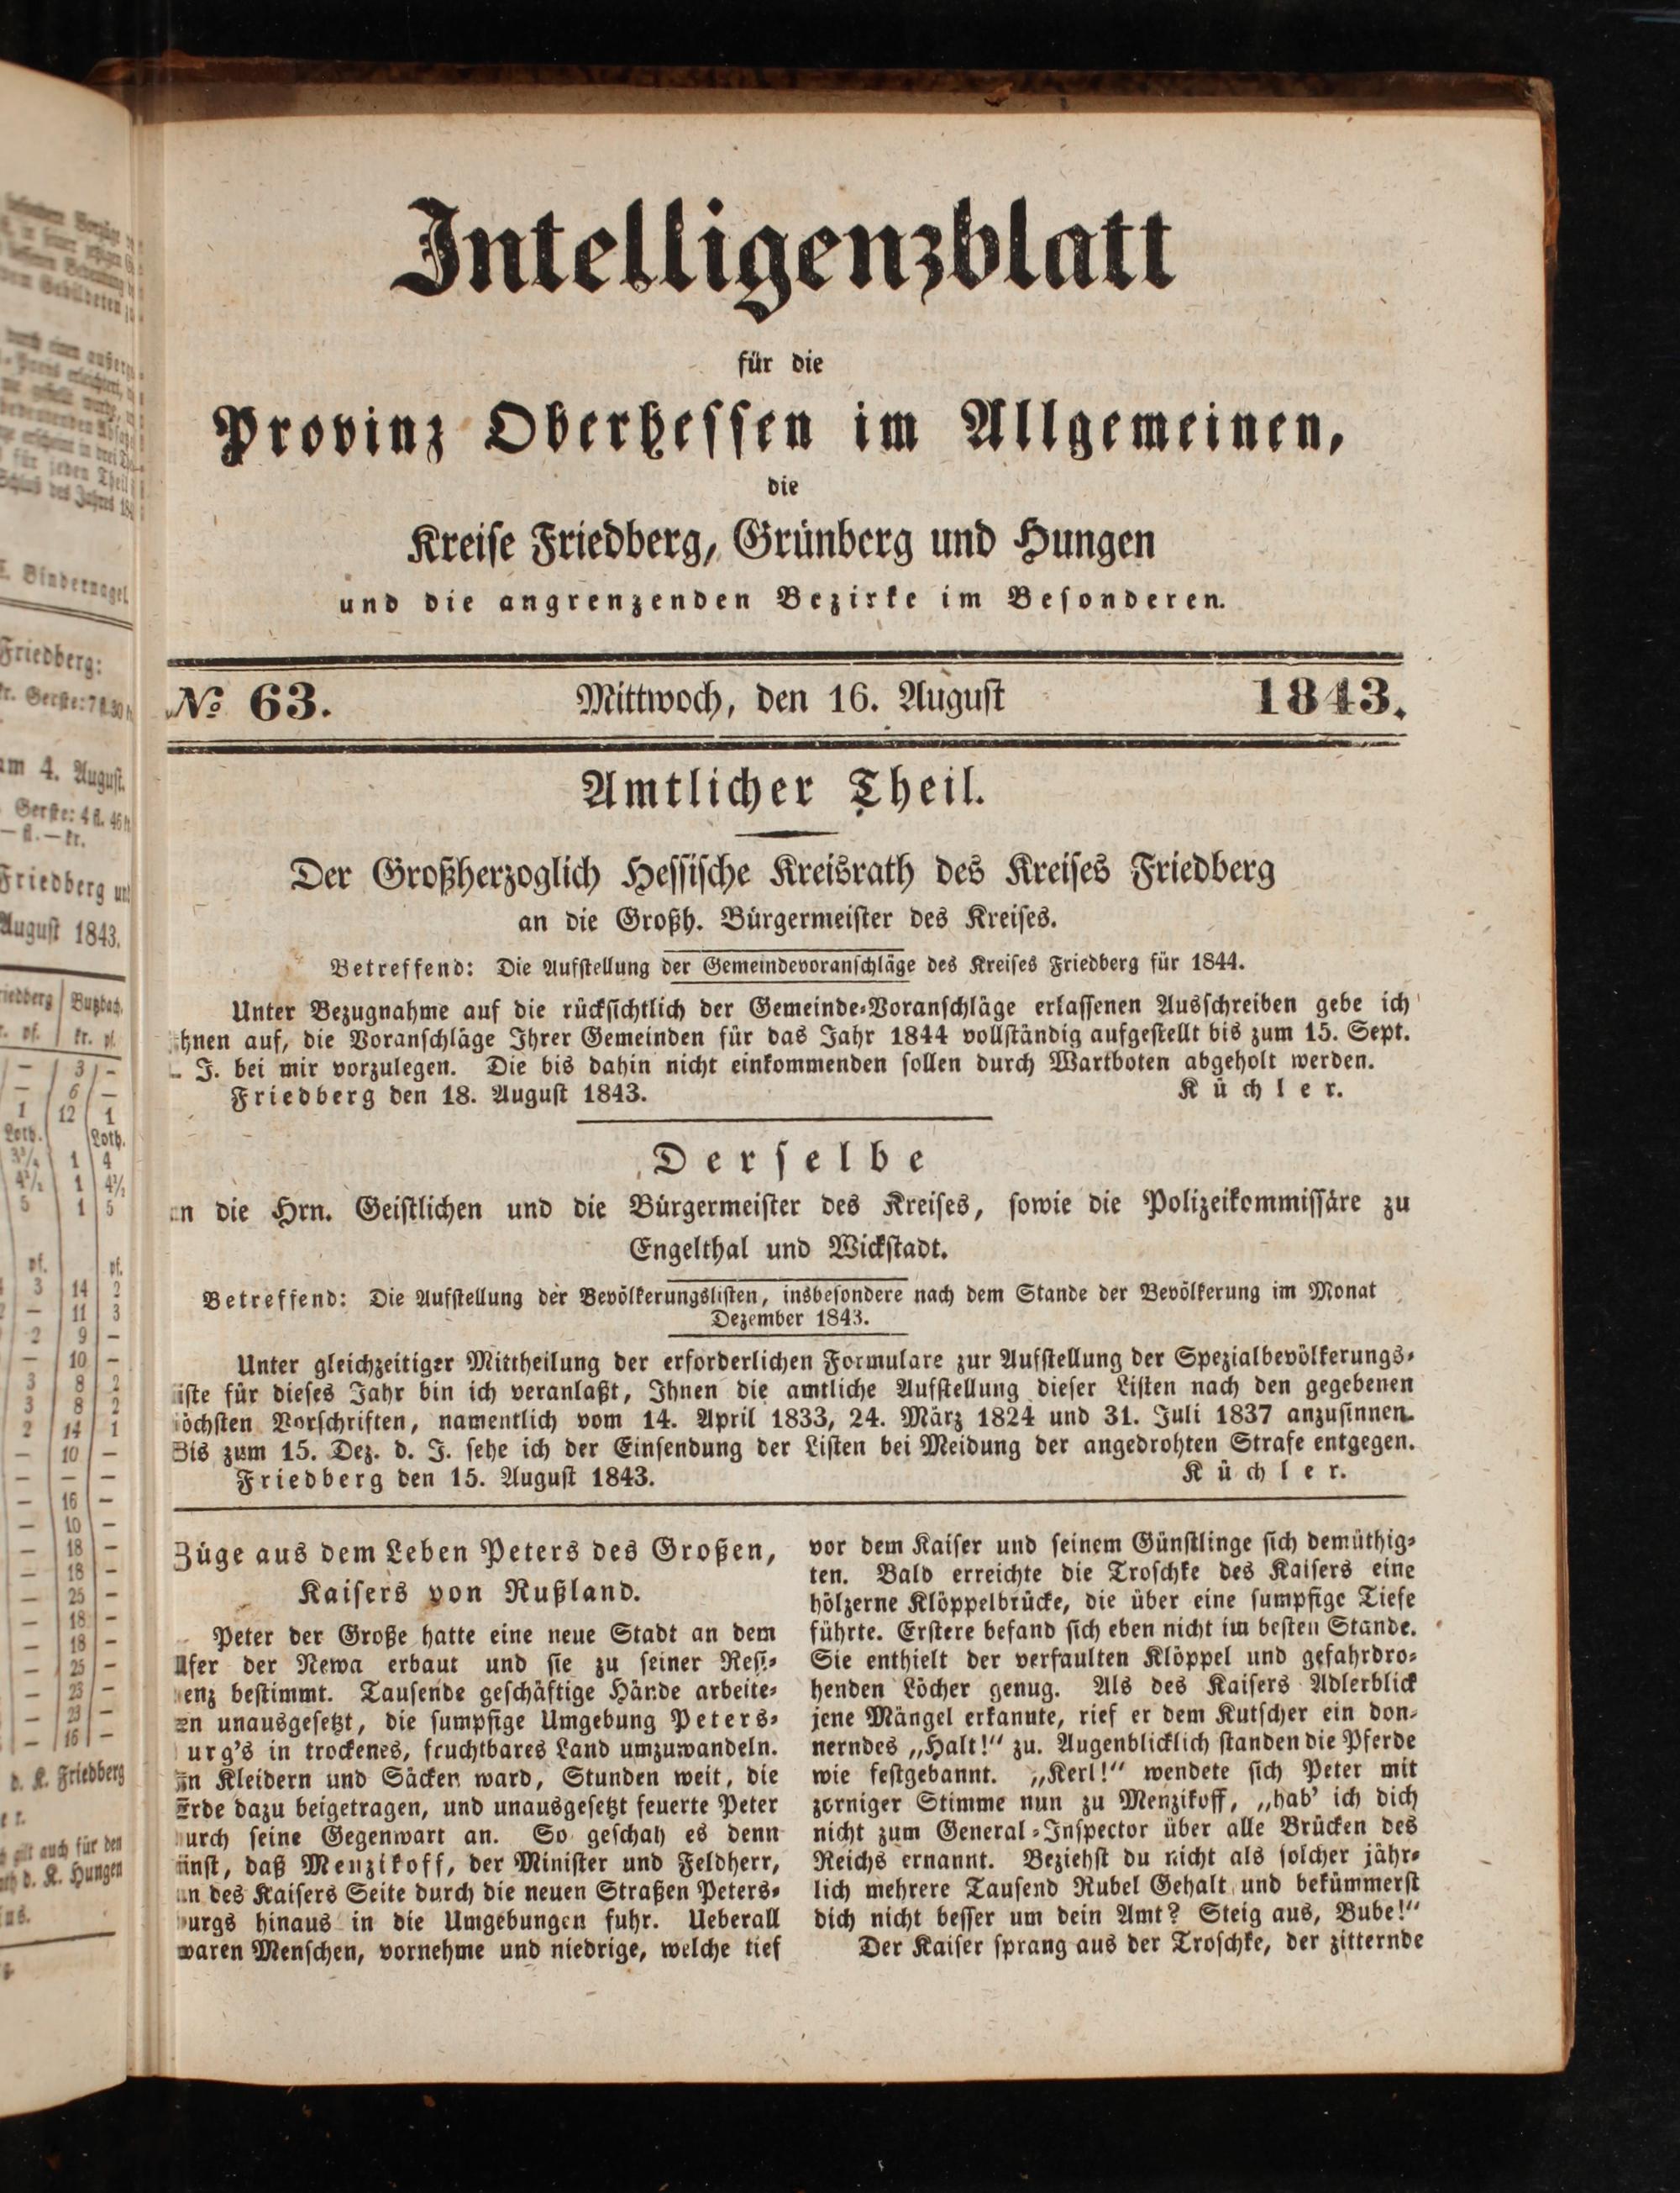 Intelligenzblatt
für die
Provinz Oberhessen im Allgemeinen,
die
Kreise Friedberg, Grünberg und Hungen
und die angrenzenden Bezirke im Besonderen.
№ 63. Mittwoch, den 16. August 1843.
Amtlicher Theil.
Der Großherzoglich Hessische Kreisrath des Kreises Friedberg
an die Großh. Bürgermeister des Kreises.
Betreffend: Die Aufstellung der Gemeindevoranschläge des Kreises Friedberg für 1844.
Unter Bezugnahme auf die rücksichtlich der Gemeinde-Voranschläge erlassenen Ausschreiben gebe ich
hnen auf, die Voranschläge Ihrer Gemeinden für das Jahr 1844 vollständig aufgestellt bis zum 15. Sept.
J. bei mir vorzulegen. Die bis dahin nicht einkommenden sollen durch Wartboten abgeholt werden.
Friedberg den 18. August 1843. Küchler.
Derselbe
n die Hrn. Geistlichen und die Bürgermeister des Kreises, sowie die Polizeikommissäre zu
Engelthal und Wickstadt.
Betreffend: Die Aufstellung der Bevölkerungslisten, insbesondere nach dem Stande der Bevölkerung im Monat
Dezember 1843.
Unter gleichzeitiger Mittheilung der erforderlichen Formulare zur Aufstellung der Spezialbevölkerungs-
iste für dieses Jahr bin ich veranlaßt, Ihnen die amtliche Aufstellung dieser Listen nach den gegebenen
öchsten Vorschriften, namentlich vom 14. April 1833, 24. März 1824 und 31. Juli 1837 anzusinnen.
Bis zum 15. Dez. d. J. sehe ich der Einsendung der Listen bei Meidung der angedrohten Strafe entgegen.
Friedberg den 15. August 1843. Küchler.
Züge aus dem Leben Peters des Großen,
Kaisers von Rußland.
Peter der Große hatte eine neue Stadt an dem
Ufer der Newa erbaut und sie zu seiner Resi-
enz bestimmt. Tausende geschäftige Hände arbeite-
en unausgesetzt, die sumpfige Umgebung Peters-
urg's in trockenes, fruchtbares Land umzuwandeln.
In Kleidern und Säcken ward, Stunden weit, die
Erde dazu beigetragen, und unausgesetzt feuerte Peter
urch seine Gegenwart an. So geschah es denn
inst, daß Menzikoff, der Minister und Feldherr,
an des Kaisers Seite durch die neuen Straßen Peters-
urgs hinaus in die Umgebungen fuhr. Ueberall
waren Menschen, vornehme und niedrige, welche tief
vor dem Kaiser und seinem Günstlinge sich demüthig-
ten. Bald erreichte die Troschke des Kaisers eine
hölzerne Klöppelbrücke, die über eine sumpfige Tiefe
führte. Erstere befand sich eben nicht im besten Stande.
Sie enthielt der verfaulten Klöppel und gefahrdro-
henden Löcher genug. Als des Kaisers Adlerblick
jene Mängel erkannte, rief er dem Kutscher ein don-
nerndes „Halt!“ zu. Augenblicklich standen die Pferde
wie festgebannt. „Kerl!“ wendete sich Peter mit
zorniger Stimme nun zu Menzikoff, „hab' ich dich
nicht zum General-Inspector über alle Brücken des
Reichs ernannt. Beziehst du nicht als solcher jähr-
lich mehrere Tausend Rubel Gehalt und bekümmerst
dich nicht besser um dein Amt? Steig aus, Bube!“
Der Kaiser sprang aus der Troschke, der zitternde